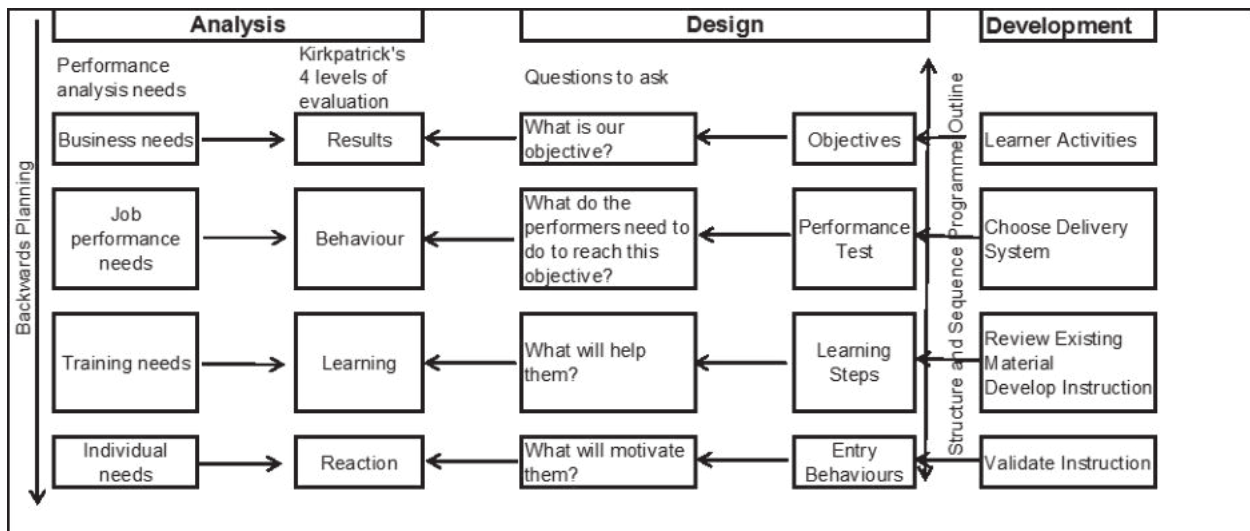 Analysis
Design
Development
Performance
analysis needs
Kirkpatrick's
4 levels of
evaluation
Questions to ask
Business needs
Results
What is our
objective?
Objectives
Learner Activities
Job
performance
needs
Behaviour
What do the
performers need to
do to reach this
objective?
Performance
Test
Choose Delivery
System
Training needs
Learning
What will help
them?
Learning
Steps
Review Existing
Material
Develop Instruction
Individual
needs
Reaction
What will motivate
them?
Entry
Behaviours
Validate Instruction
Backwards Planning
Structure and Sequence Programme Outline